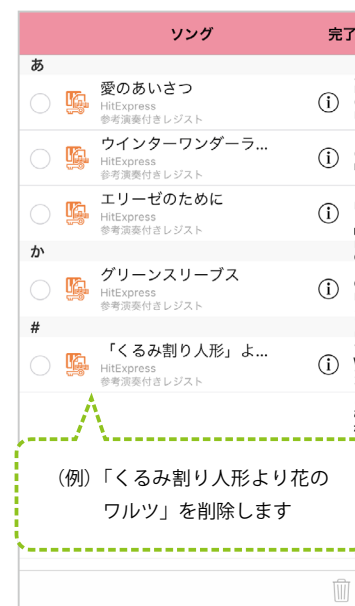 ソング
完了
あ
愛のあいさつ
HitExpress
参考演奏付きレジスト
ウインターワンダーラ...
HitExpress
参考演奏付きレジスト
エリーゼのために
HitExpress
参考演奏付きレジスト
か
グリーンスリーブス
HitExpress
参考演奏付きレジスト
#
「くるみ割り人形」よ...
HitExpress
参考演奏付きレジスト
(例)「くるみ割り人形より花の
ワルツ」を削除します